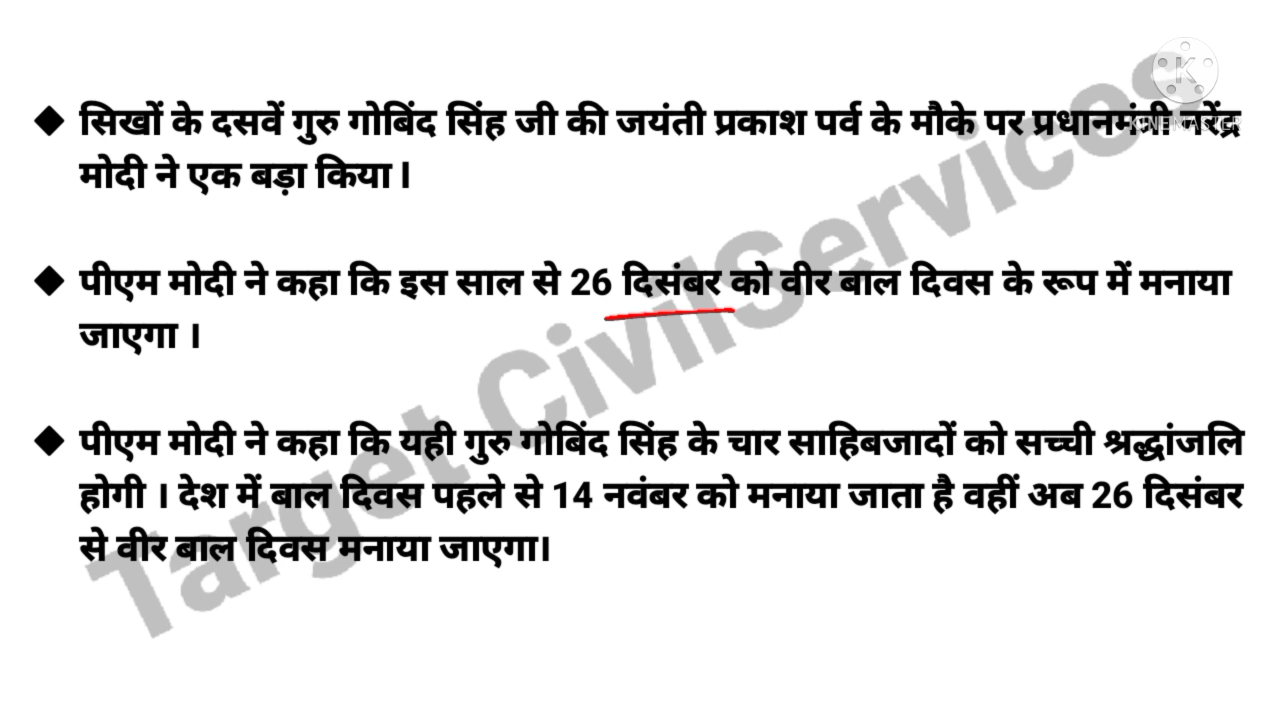 ◆ सिखों के दसवें गुरु गोबिंद सिंह जी की जयंती प्रकाश पर्व के मौके पर प्रधानमंत्री नरेंद्र
मोदी ने एक बड़ा किया।
◆ पीएम मोदी ने कहा कि इस साल से 26 दिसंबर को वीर बाल दिवस के रूप में मनाया
जाएगा ।
◆ पीएम मोदी ने कहा कि यही गुरु गोबिंद सिंह के चार साहिबजादों को सच्ची श्रद्धांजलि
होगी । देश में बाल दिवस पहले से 14 नवंबर को मनाया जाता है वहीं अब 26 दिसंबर
से वीर बाल दिवस मनाया जाएगा।
Target CivilServices
K
KINEMASTER